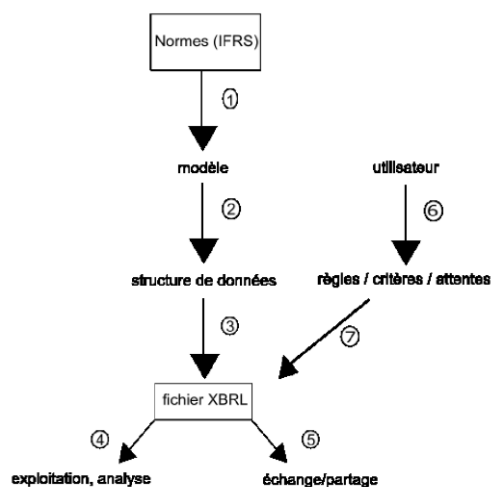 Normes (IFRS)
1
modèle
utilisateur
2
6
structure de données
règles / critères / attentes
3
7
fichier XBRL
4
5
exploitation, analyse
échange/partage